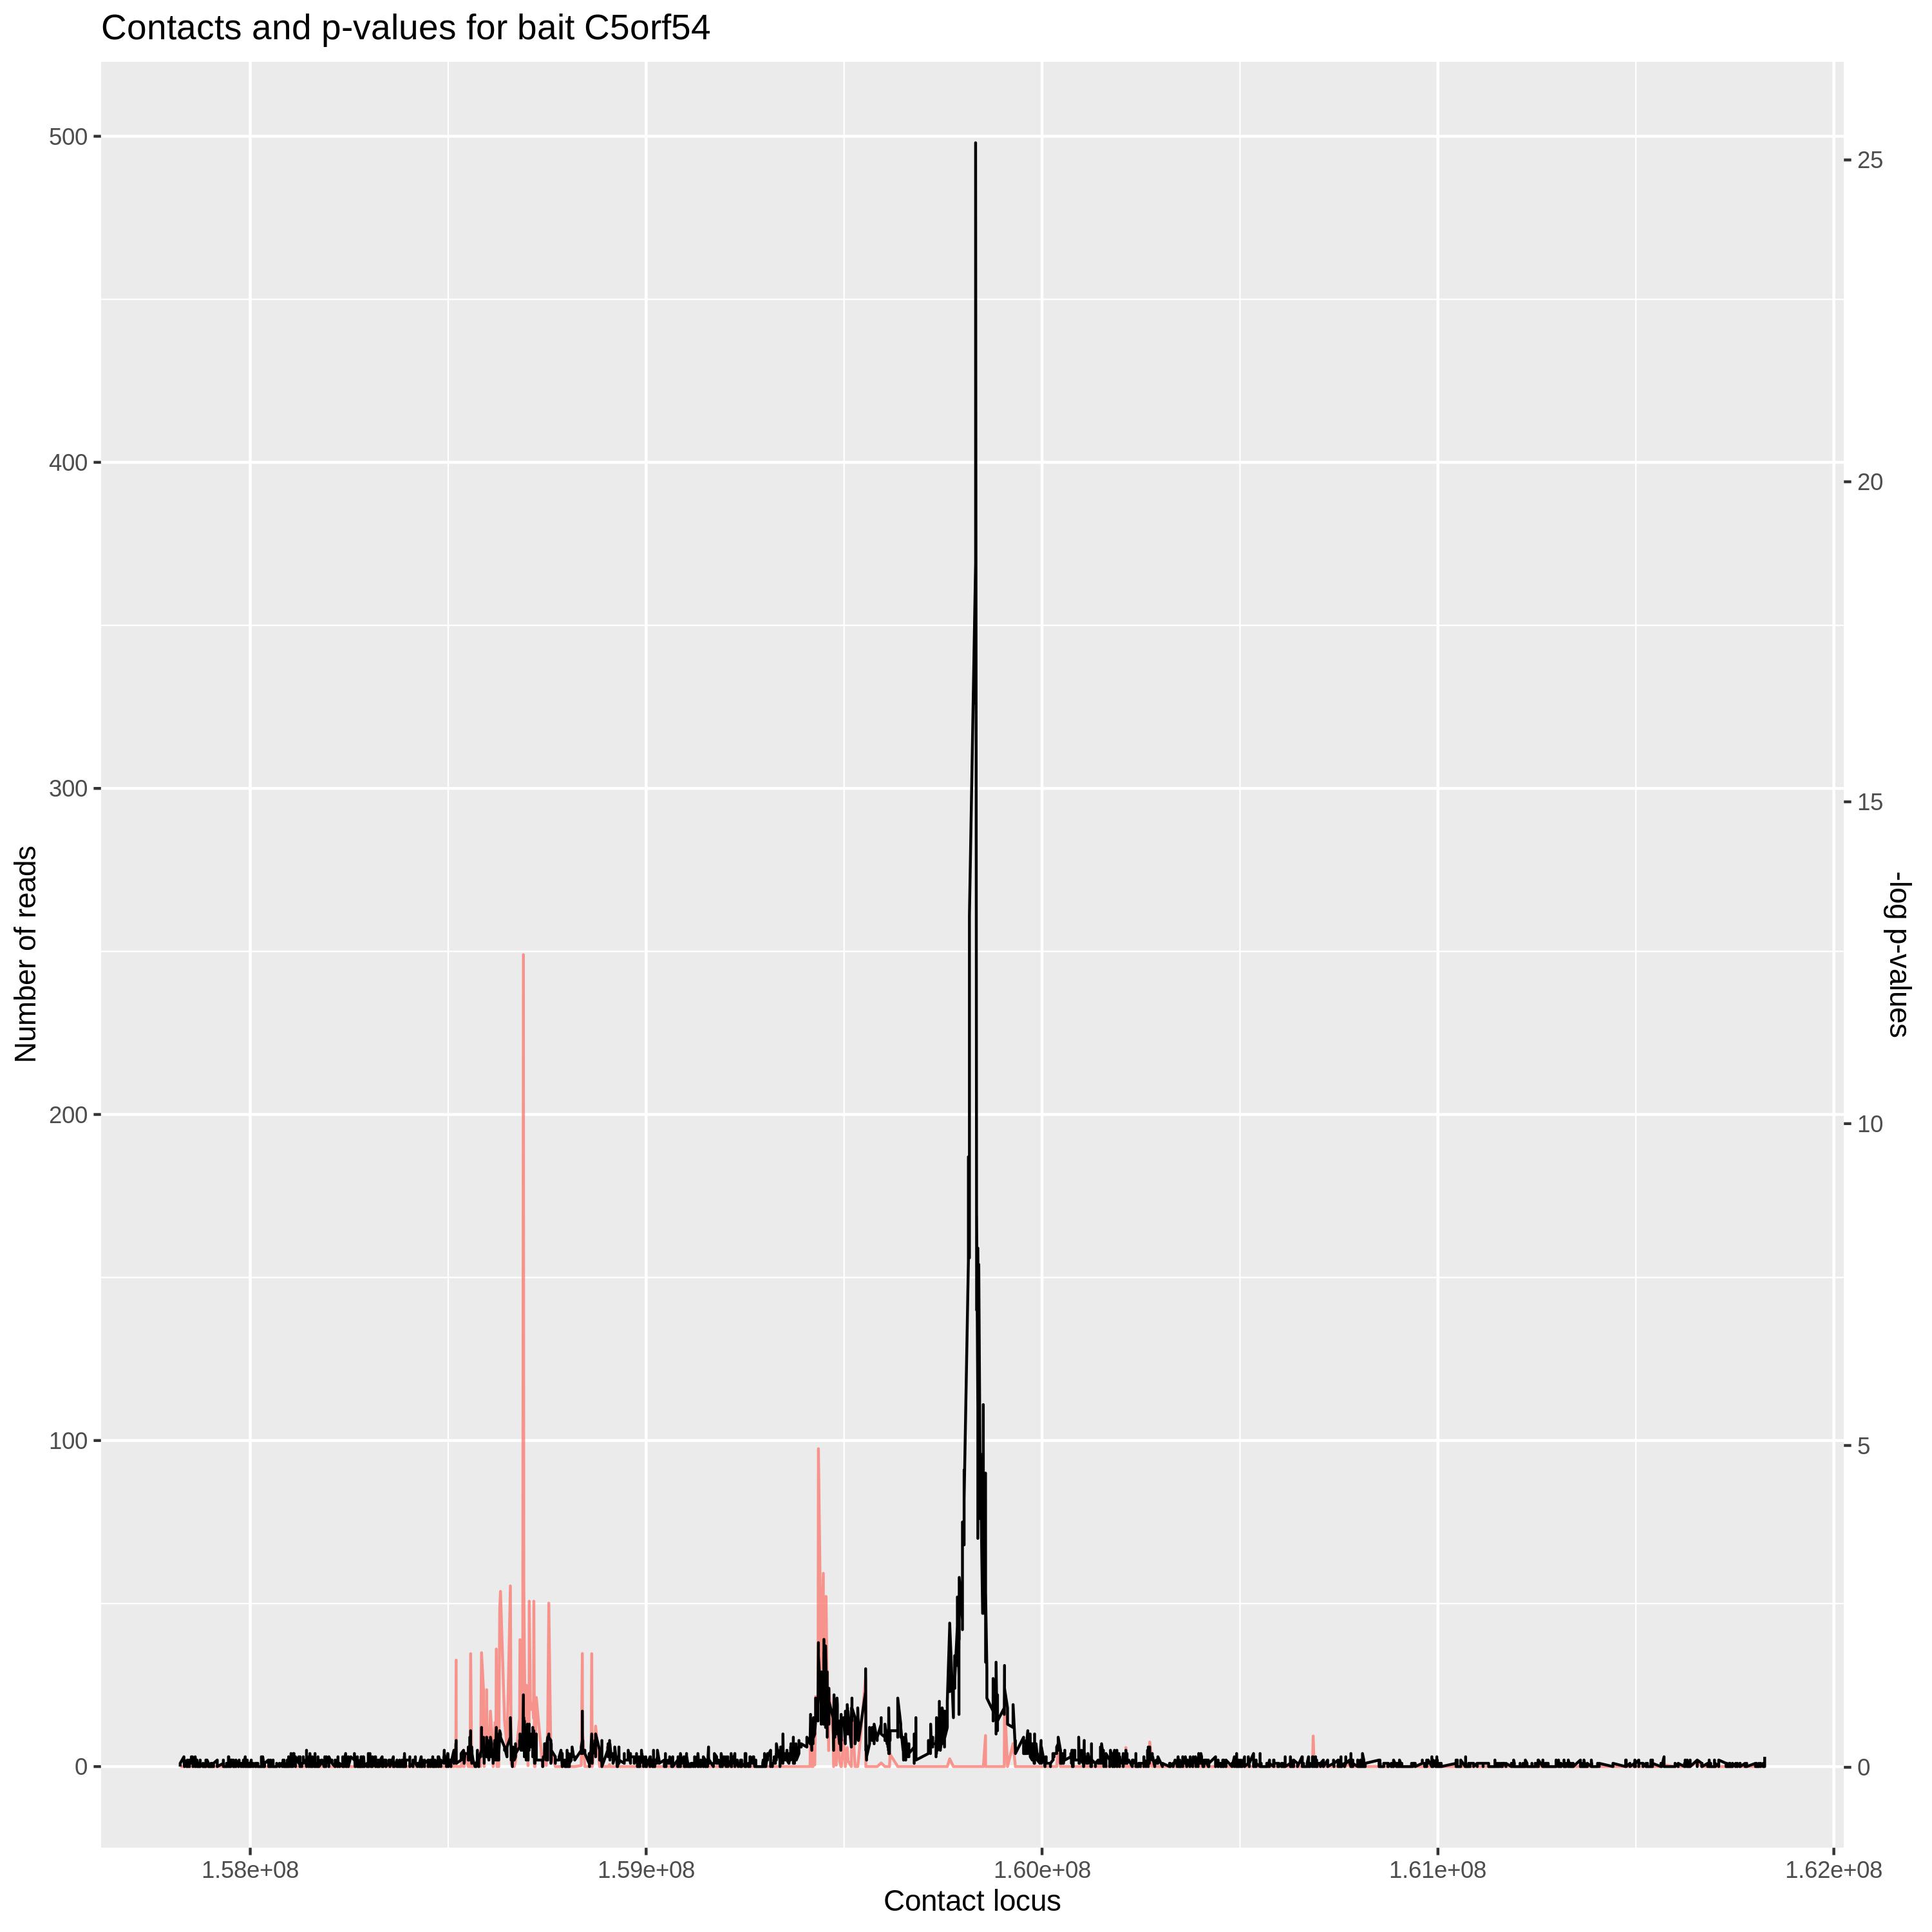 Contacts and p-values for bait C5orf54
500
400
300
200
100
0
Number of reads
25
20
15
10
5
0
-log p-values
1.58e+08 1.59e+08 1.60e+08 1.61e+08 1.62e+08
Contact locus